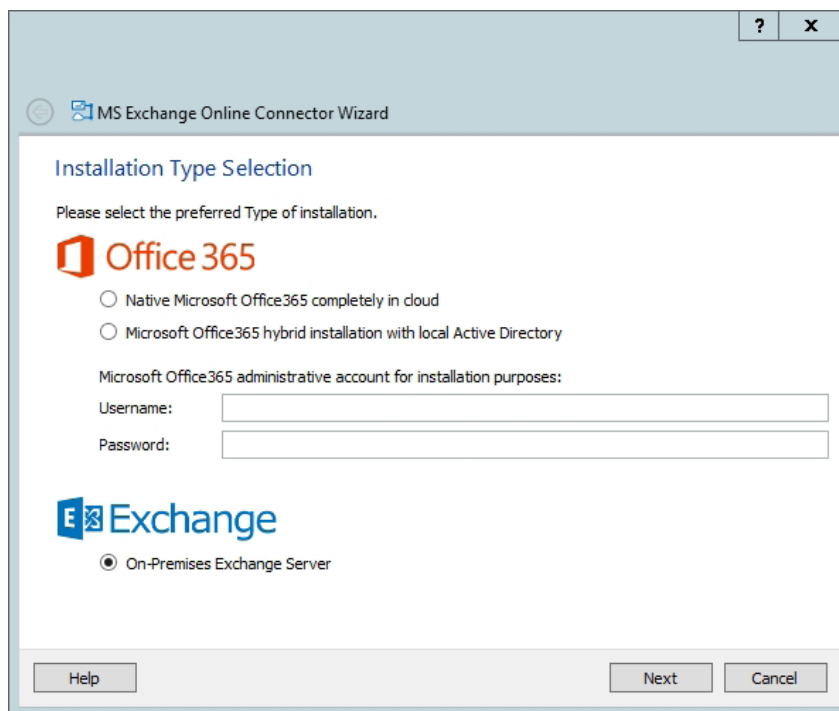 ? x
MS Exchange Online Connector Wizard
Installation Type Selection
Please select the preferred Type of installation.
Office 365
Native Microsoft Office365 completely in cloud
Microsoft Office365 hybrid installation with local Active Directory
Microsoft Office365 administrative account for installation purposes:
Username:
Password:
E Exchange
On-Premises Exchange Server
Help Next Cancel